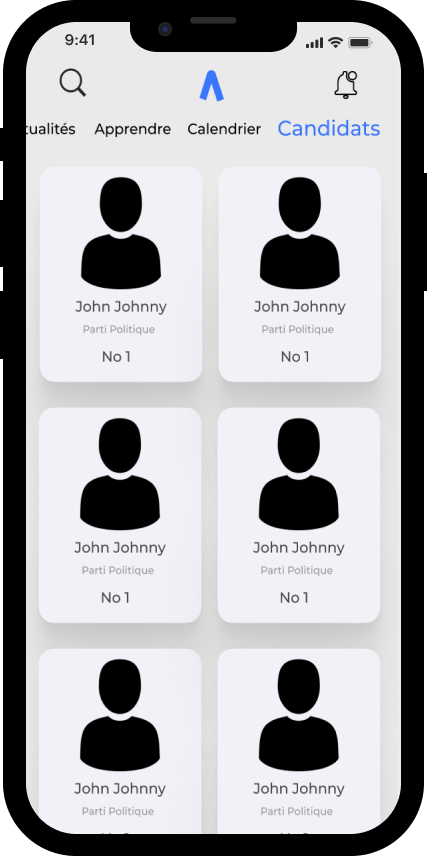 9:41
tualités Apprendre Calendrier Candidats
John Johnny John Johnny
Parti Politique Parti Politique
No 1 No 1
John Johnny John Johnny
Parti Politique Parti Politique
No 1 No 1
John Johnny John Johnny
Parti Politique Parti Politique